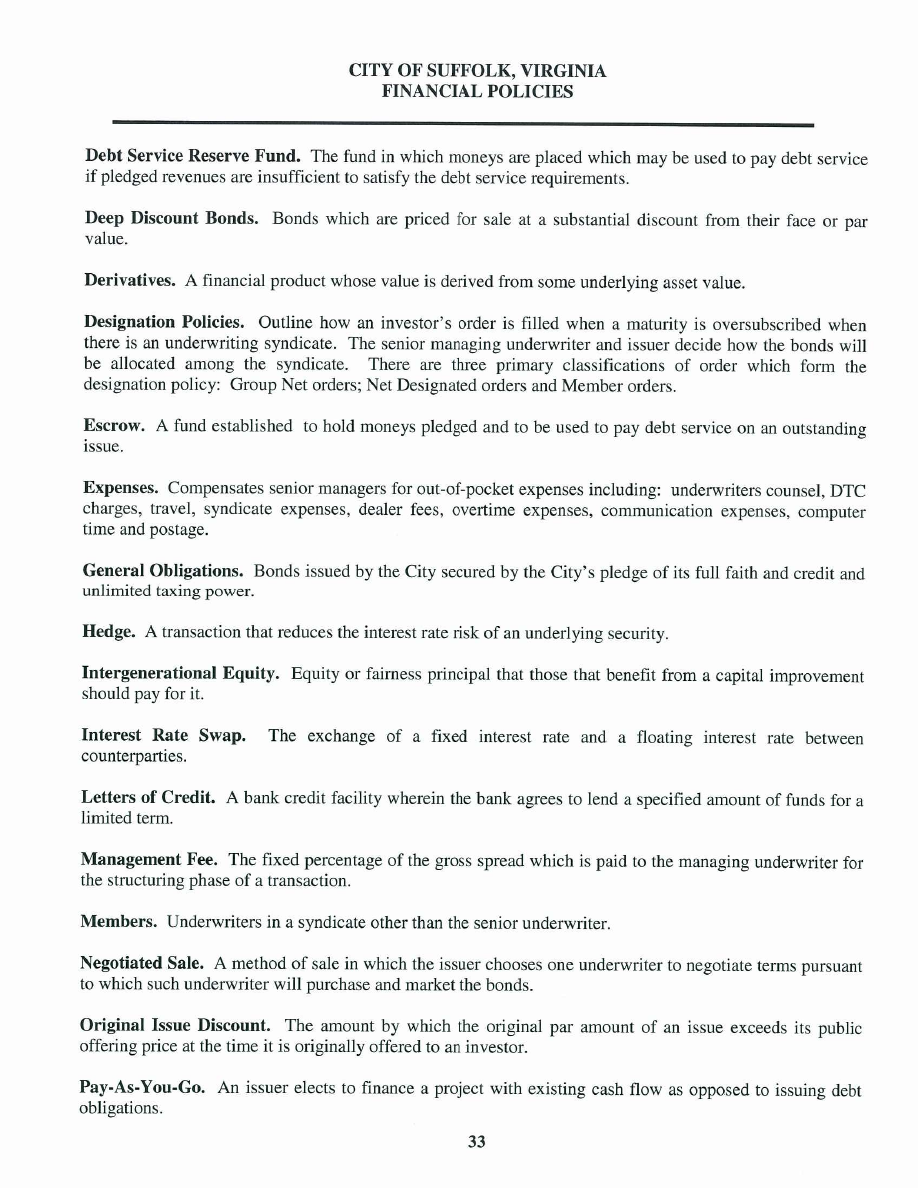 CITY OF SUFFOLK, VIRGINIA
FINANCIAL POLICIES
Debt Service Reserve Fund. The fund in which moneys are placed which may be used to pay debt service
if pledged revenues are insufficient to satisfy the debt service requirements.
Deep Discount Bonds. Bonds which are priced for sale at a substantial discount from their face or par
value.
Derivatives. A financial product whose value is derived from some underlying asset value.
Designation Policies. Outline how an investor's order is filled when a maturity is oversubscribed when
there is an underwriting syndicate. The senior managing underwriter and issuer decide how the bonds will
be allocated among the syndicate. There are three primary classifications of order which form the
designation policy: Group Net orders; Net Designated orders and Member orders.
Escrow. A fund established to hold moneys pledged and to be used to pay debt service on an outstanding
issue.
Expenses. Compensates senior managers for out-of-pocket expenses including: underwriters counsel, DTC
charges, travel, syndicate expenses, dealer fees, overtime expenses, communication expenses, computer
time and postage.
General Obligations. Bonds issued by the City secured by the City's pledge of its full faith and credit and
unlimited taxing power.
Hedge. A transaction that reduces the interest rate risk of an underlying security.
Intergenerational Equity. Equity or fairness principal that those that benefit from a capital improvement
should pay for it.
Interest Rate Swap. The exchange of a fixed interest rate and a floating interest rate between
counterparties.
Letters of Credit. A bank credit facility wherein the bank agrees to lend a specified amount of funds for a
limited term.
Management Fee. The fixed percentage of the gross spread which is paid to the managing underwriter for
the structuring phase of a transaction.
Members. Underwriters in a syndicate other than the senior underwriter.
Negotiated Sale. A method of sale in which the issuer chooses one underwriter to negotiate terms pursuant
to which such underwriter will purchase and market the bonds.
Original Issue Discount. The amount by which the original par amount of an issue exceeds its public
offering price at the time it is originally offered to an investor.
Pay-As-You-Go. An issuer elects to finance a project with existing cash flow as opposed to issuing debt
obligations.
33